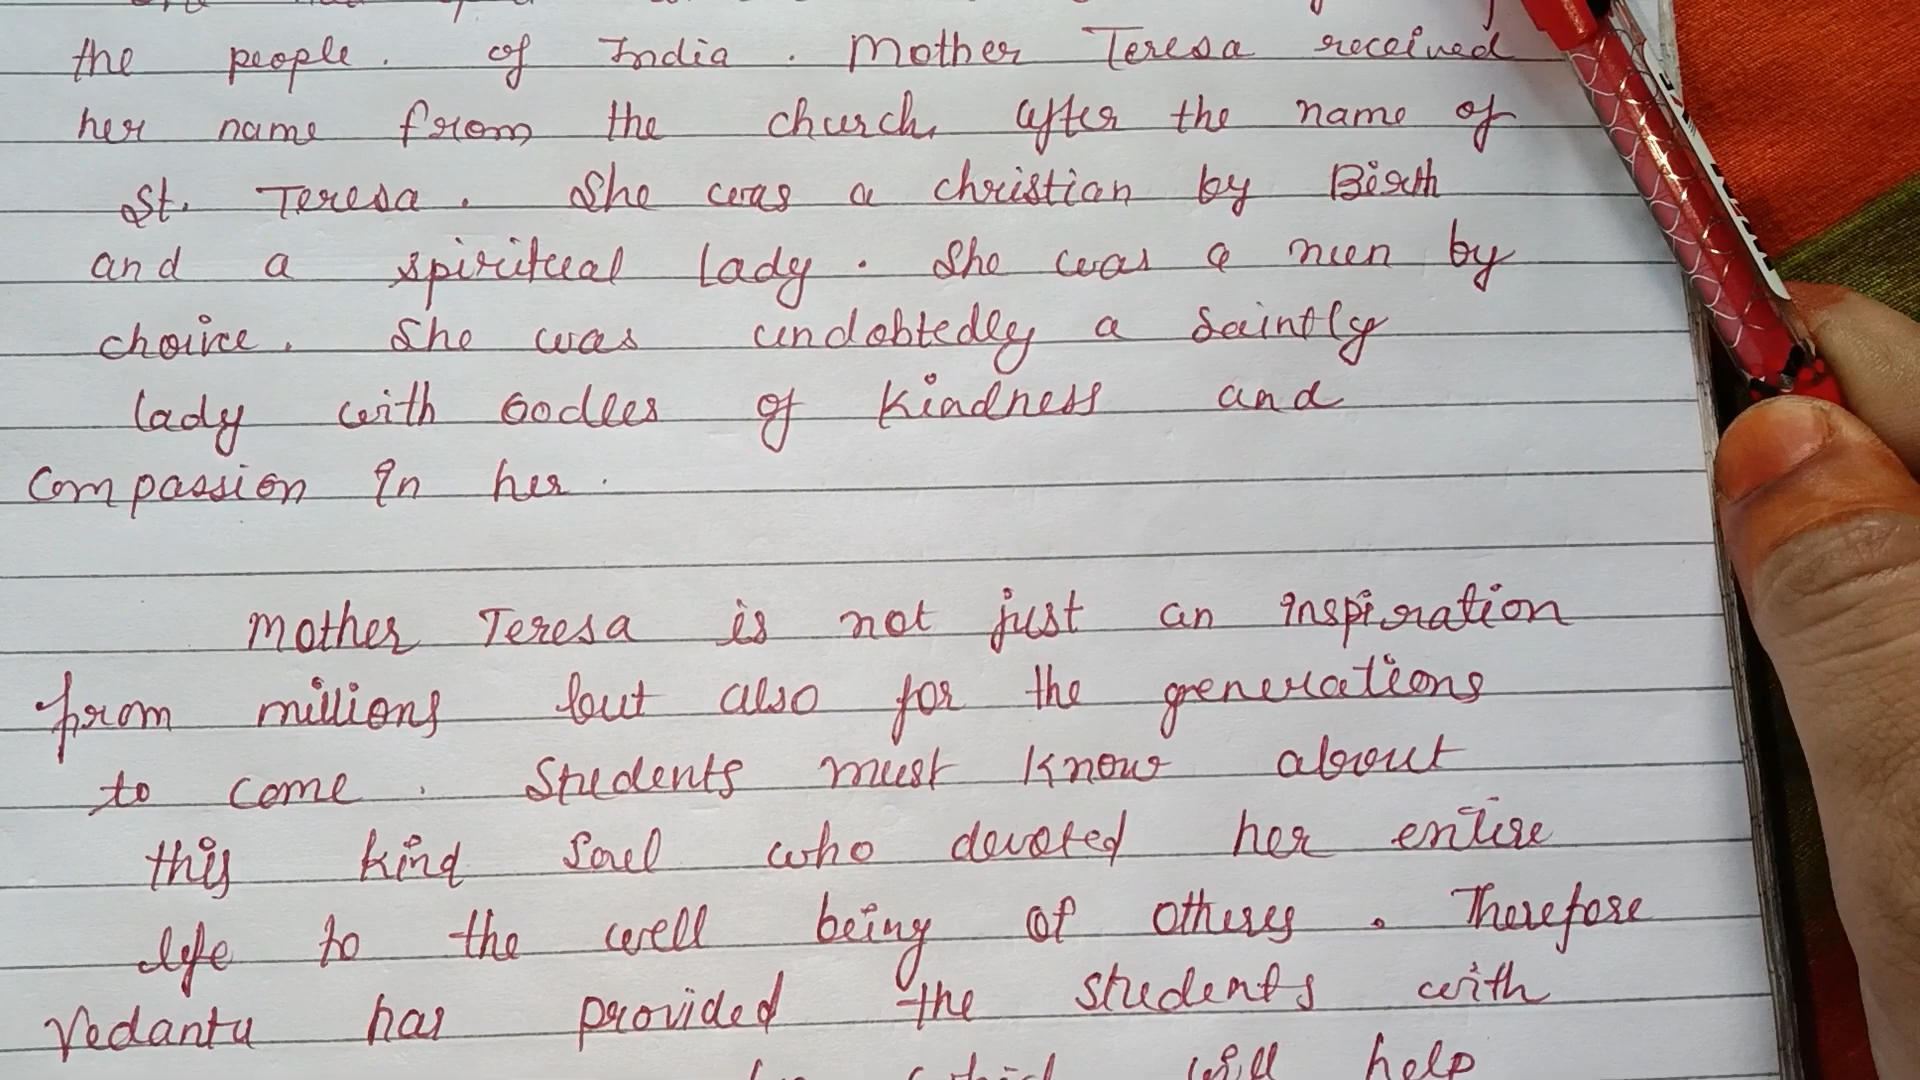 the people. of India. Mother Teresa received
her name from the church, after the name of
St. Teresa. She was a christian by Birth
and a spiritual lady. She was a nun by
choice. She was undobtedly a saintly
lady with oodles of kindness and
compassion in her.
Mother Teresa is not just an inspiration
from millions but also for the generations
to come. Students must know about
this kind soul who devoted her entire
life to the well being of others. Therefore
Vedantu has provided the students with
will help